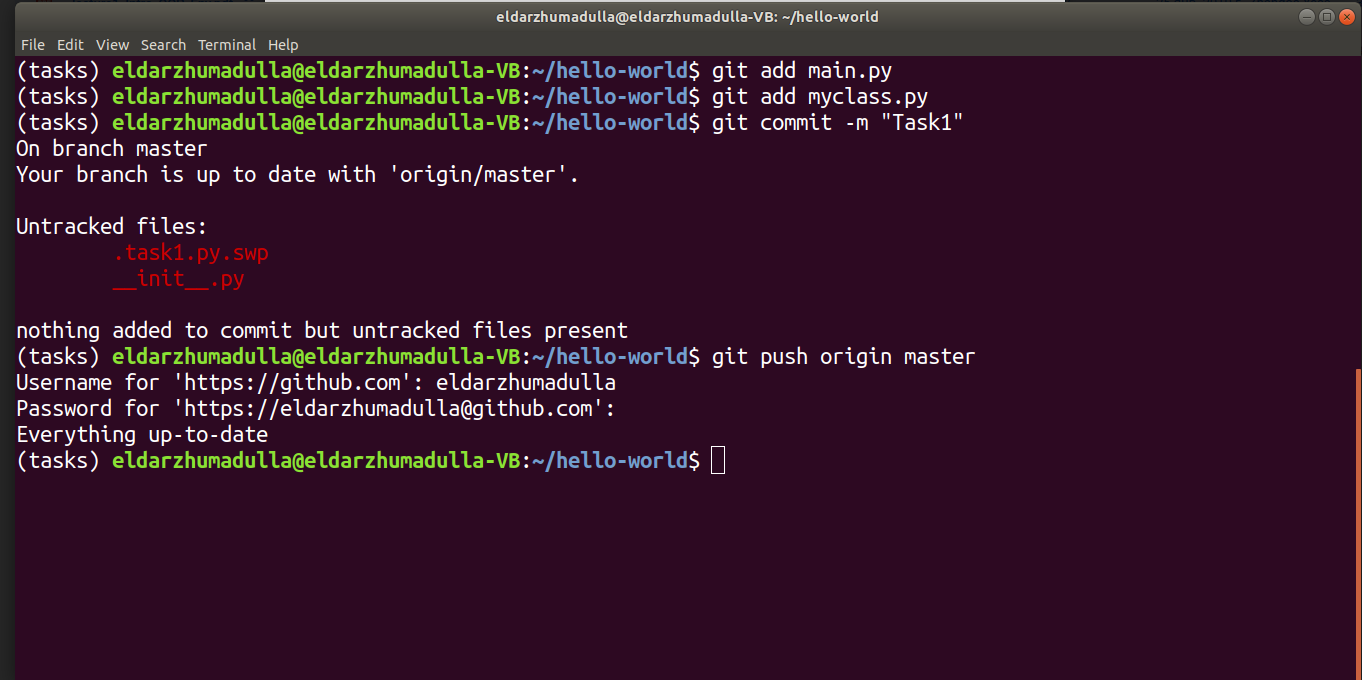 eldarzhumadulla@eldarzhumadulla-VB: ~/hello-world
File Edit View Search Terminal Help
(tasks) eldarzhumadulla@eldarzhumadulla-VB:~/hello-world$ git add main.py
(tasks) eldarzhumadulla@eldarzhumadulla-VB:~/hello-world$ git add myclass.py
(tasks) eldarzhumadulla@eldarzhumadulla-VB:~/hello-world$ git commit -m "Task1"
On branch master
Your branch is up to date with 'origin/master'.
Untracked files:
.task1.py.swp
__init__.py
nothing added to commit but untracked files present
(tasks) eldarzhumadulla@eldarzhumadulla-VB:~/hello-world$ git push origin master
Username for 'https://github.com': eldarzhumadulla
Password for 'https://eldarzhumadulla@github.com':
Everything up-to-date
(tasks) eldarzhumadulla@eldarzhumadulla-VB:~/hello-world$